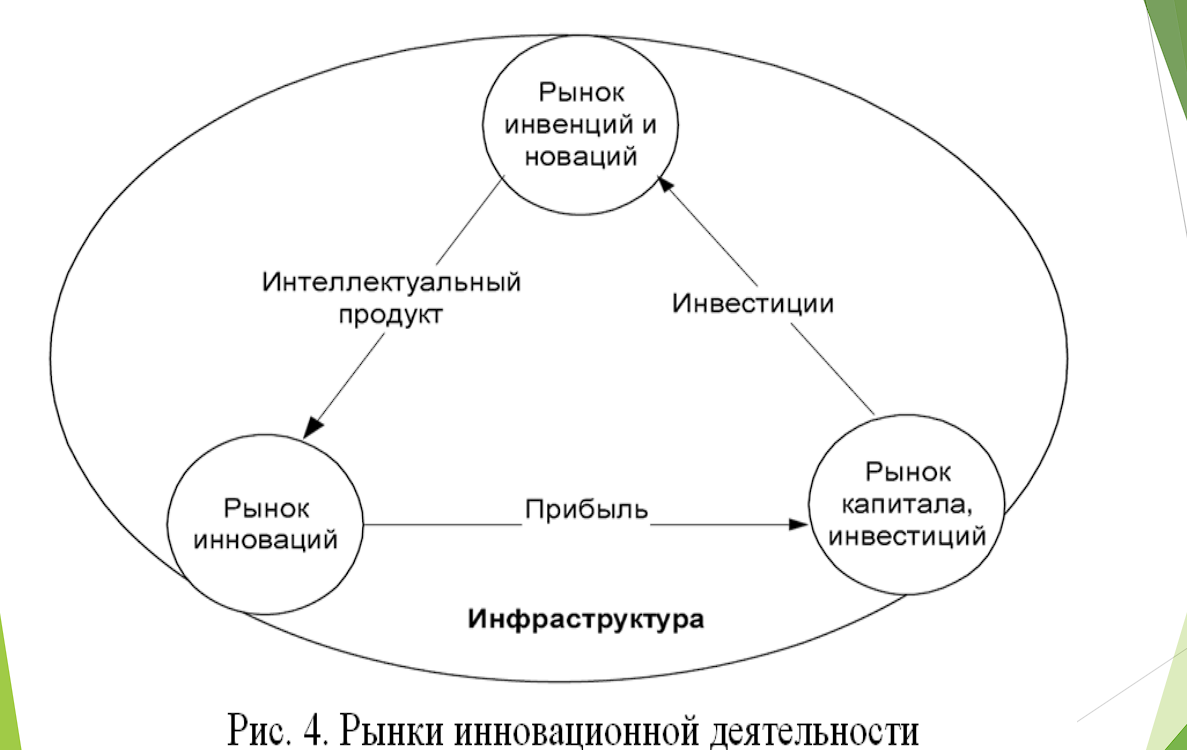 Рынок
инвенций и
новаций
Интеллектуальный
продукт
Инвестиции
Рынок
инноваций
Прибыль
Рынок
капитала,
инвестиций
Инфраструктура
Рис. 4. Рынки инновационной деятельности